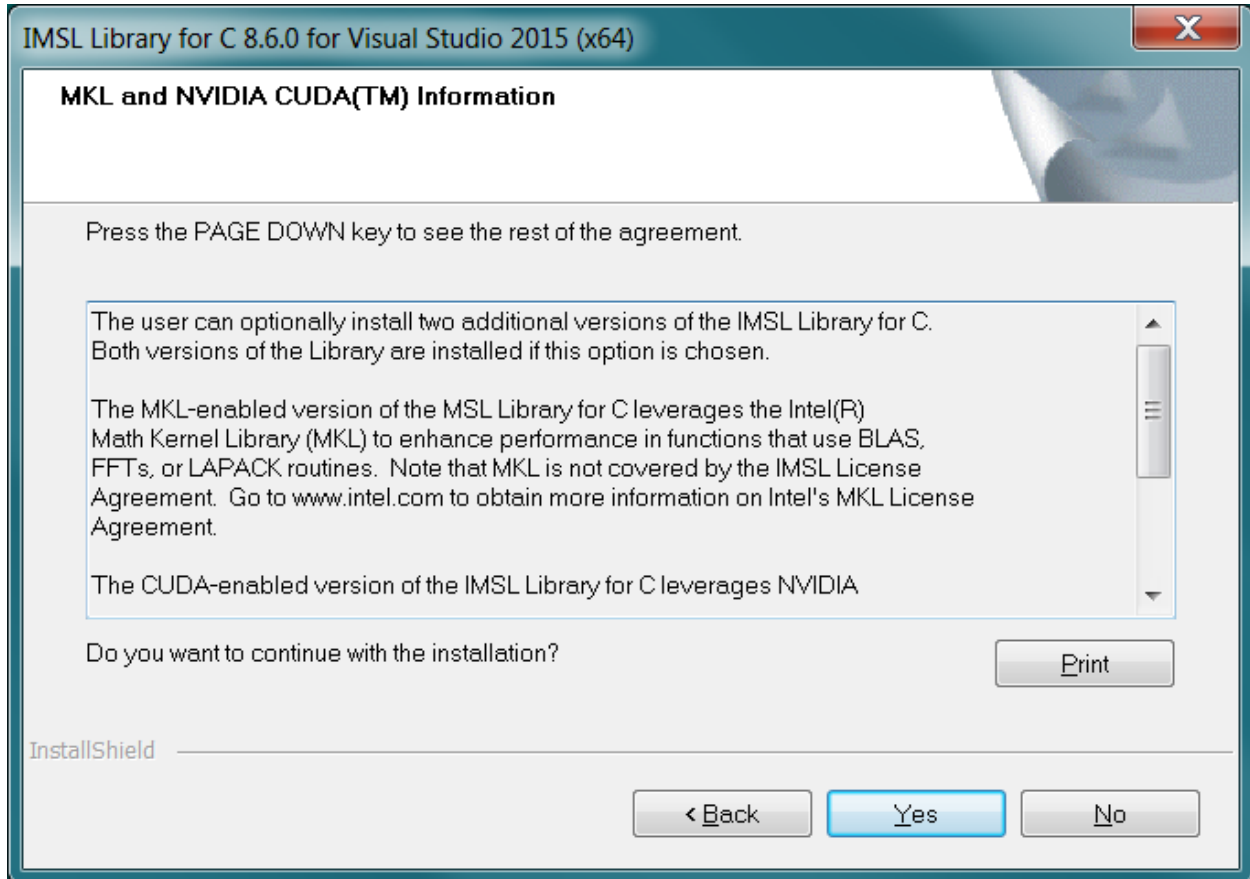 IMSL Library for C 8.6.0 for Visual Studio 2015 (x64)
MKL and NVIDIA CUDA(TM) Information
Press the PAGE DOWN key to see the rest of the agreement.
The user can optionally install two additional versions of the IMSL Library for C.
Both versions of the Library are installed if this option is chosen.
The MKL-enabled version of the MSL Library for C leverages the Intel(R)
Math Kernel Library (MKL) to enhance performance in functions that use BLAS,
FFTs, or LAPACK routines.  Note that MKL is not covered by the IMSL License
Agreement.  Go to www.intel.com to obtain more information on Intel's MKL License
Agreement.
The CUDA-enabled version of the IMSL Library for C leverages NVIDIA
Do you want to continue with the installation?
Print
InstallShield
< Back
Yes
No